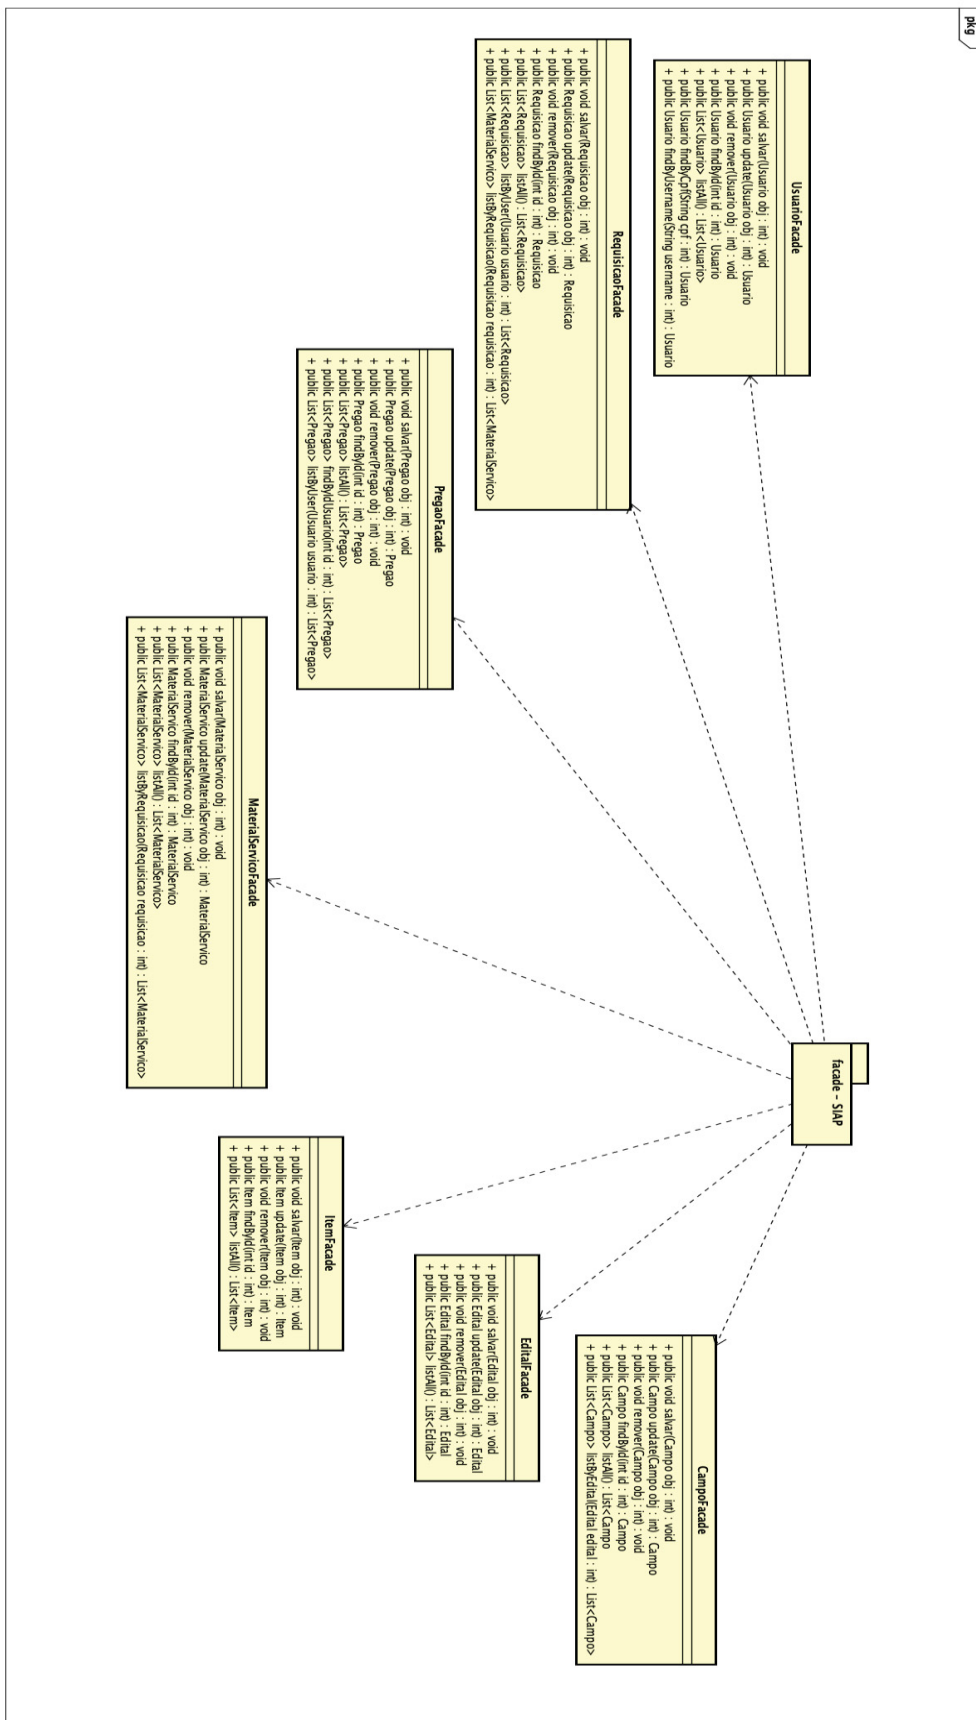 pkg
UsuarioFacade
+ public void salvar(Usuario obj : int) : void
+ public Usuario update(Usuario obj : int) : Usuario
+ public void remover(Usuario obj : int) : void
+ public Usuario findById(int id : int) : Usuario
+ public List<Usuario> listAll() : List<Usuario>
+ public Usuario findByCpf(String cpf : int) : Usuario
+ public Usuario findByUsername(String username : int) : Usuario
RequisicaoFacade
+ public void salvar(Requisicao obj : int) : void
+ public Requisicao update(Requisicao obj : int) : Requisicao
+ public void remover(Requisicao obj : int) : void
+ public Requisicao findById(int id : int) : Requisicao
+ public List<Requisicao> listAll() : List<Requisicao>
+ public List<Requisicao> listByUser(Usuario usuario : int) : List<Requisicao>
+ public List<MaterialServico> listByRequisicao(Requisicao requisicao : int) : List<MaterialServico>
PregaoFacade
+ public void salvar(Pregao obj : int) : void
+ public Pregao update(Pregao obj : int) : Pregao
+ public void remover(Pregao obj : int) : void
+ public Pregao findById(int id : int) : Pregao
+ public List<Pregao> listAll() : List<Pregao>
+ public List<Pregao> findByIdUsuario(int id : int) : List<Pregao>
+ public List<Pregao> listByUser(Usuario usuario : int) : List<Pregao>
MaterialServicoFacade
+ public void salvar(MaterialServico obj : int) : void
+ public MaterialServico update(MaterialServico obj : int) : MaterialServico
+ public void remover(MaterialServico obj : int) : void
+ public MaterialServico findById(int id : int) : MaterialServico
+ public List<MaterialServico> listAll() : List<MaterialServico>
+ public List<MaterialServico> listByRequisicao(Requisicao requisicao : int) : List<MaterialServico>
facade - SIAP
ItemFacade
+ public void salvar(Item obj : int) : void
+ public Item update(Item obj : int) : Item
+ public void remover(Item obj : int) : void
+ public Item findById(int id : int) : Item
+ public List<Item> listAll() : List<Item>
EditalFacade
+ public void salvar(Edital obj : int) : void
+ public Edital update(Edital obj : int) : Edital
+ public void remover(Edital obj : int) : void
+ public Edital findById(int id : int) : Edital
+ public List<Edital> listAll() : List<Edital>
CampoFacade
+ public void salvar(Campo obj : int) : void
+ public Campo update(Campo obj : int) : Campo
+ public void remover(Campo obj : int) : void
+ public Campo findById(int id : int) : Campo
+ public List<Campo> listAll() : List<Campo
+ public List<Campo> listByEdital(Edital edital : int) : List<Campo>